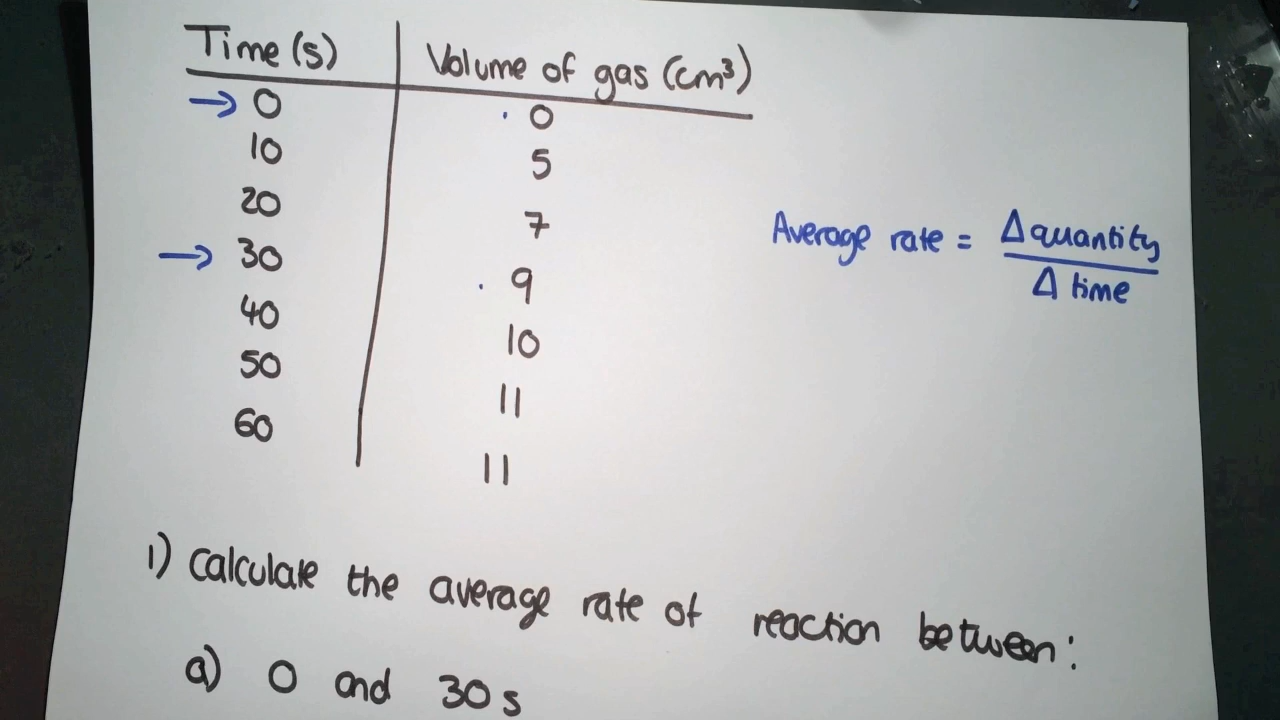 Time (s) Volume of gas (cm³)
→ 0 0
10 5
20 7
→ 30 9
40 10
50 11
60 11
Average rate = Δ quantity
Δ time
1) Calculate the average rate of reaction between:
a) 0 and 30 s